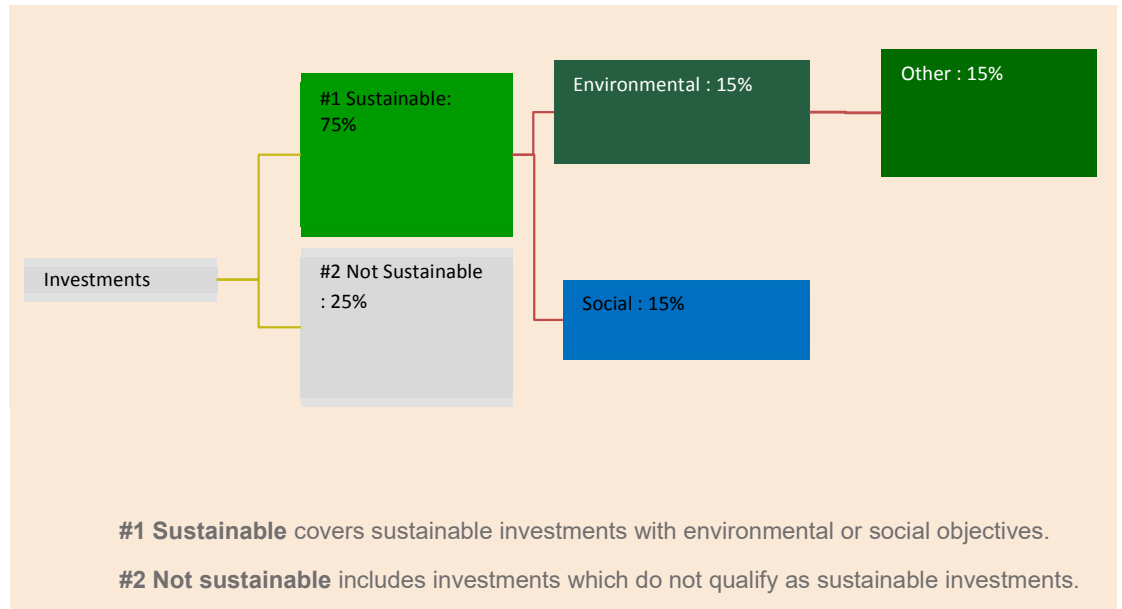 Investments
#1 Sustainable:
75%
#2 Not Sustainable
: 25%
Environmental : 15%
Social : 15%
Other : 15%
#1 Sustainable covers sustainable investments with environmental or social objectives.
#2 Not sustainable includes investments which do not qualify as sustainable investments.